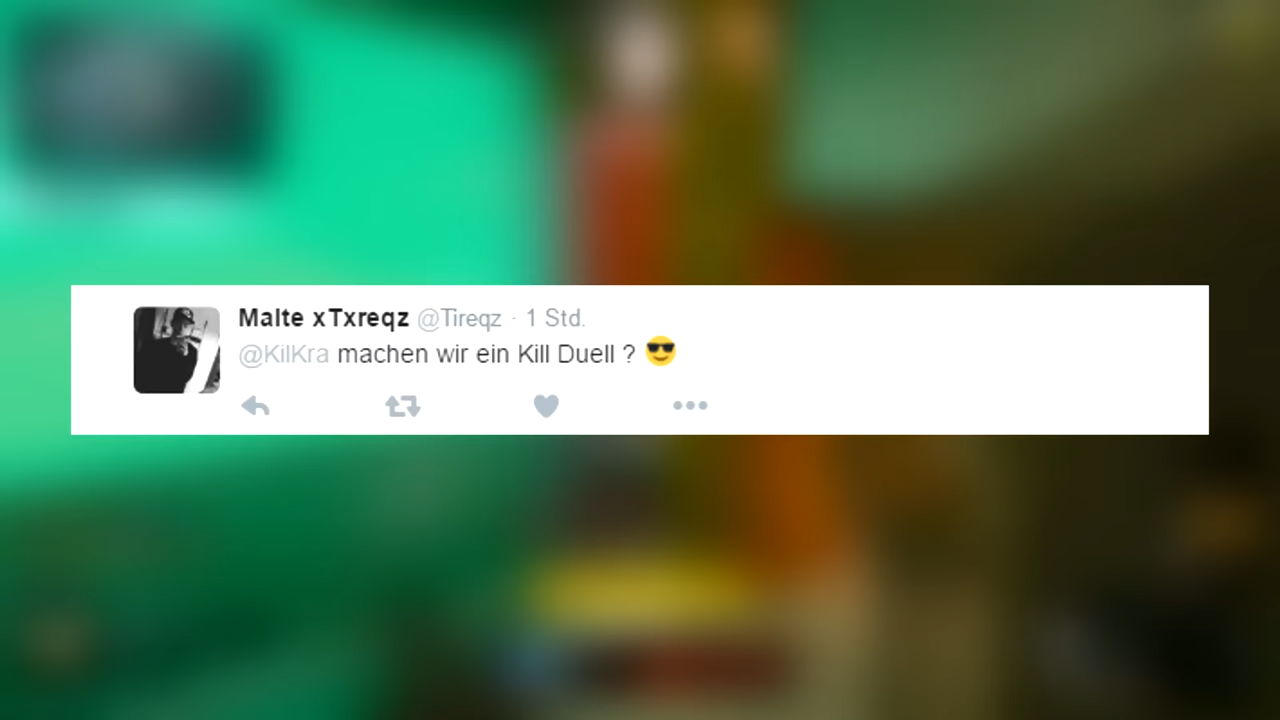 Malte xTxreqz @Tireqz · 1 Std.
@KilKra machen wir ein Kill Duell ? 😎